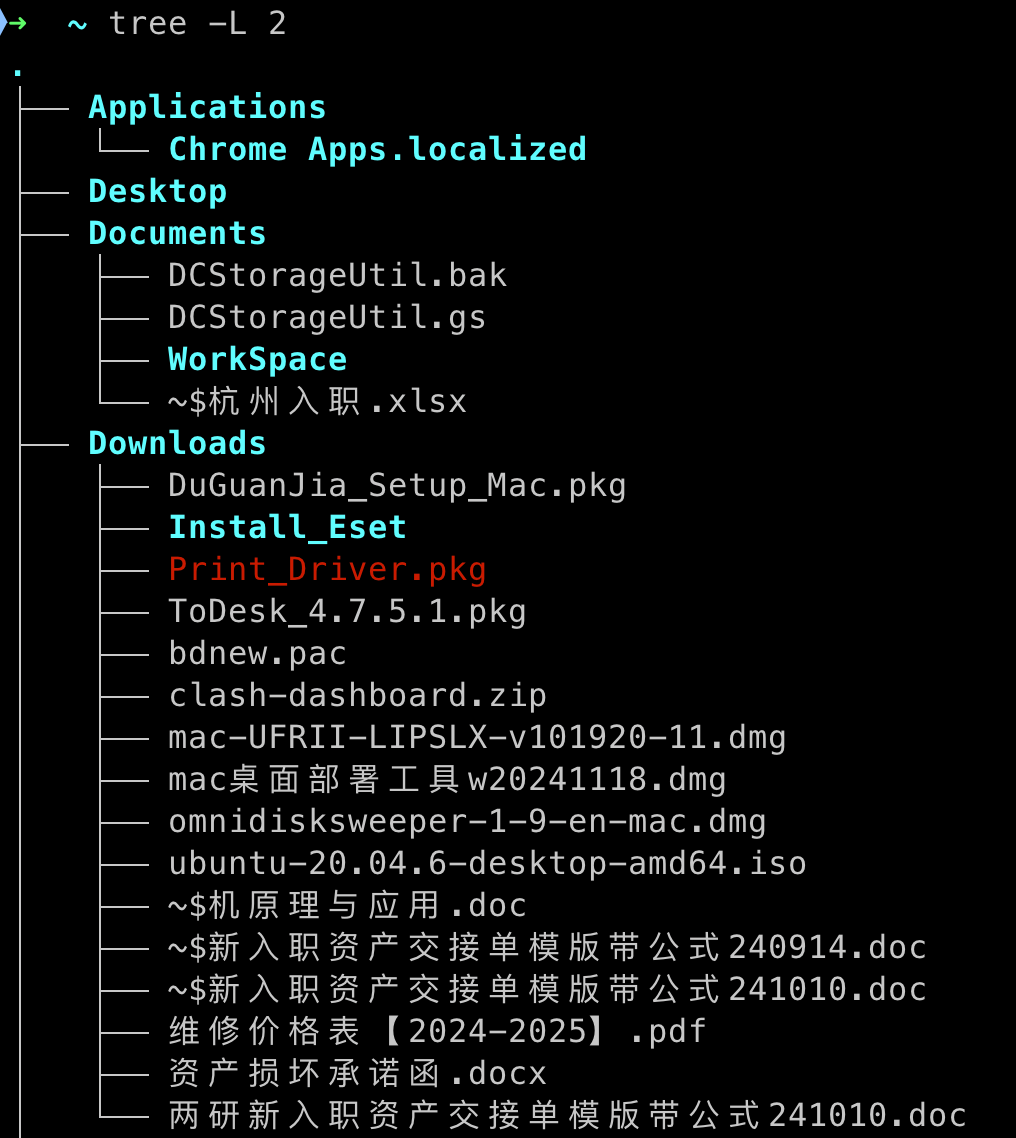 ➜  ~ tree -L 2
.
├── Applications
│   └── Chrome Apps.localized
├── Desktop
├── Documents
│   ├── DCStorageUtil.bak
│   ├── DCStorageUtil.gs
│   ├── WorkSpace
│   └── ~$杭州入职.xlsx
├── Downloads
│   ├── DuGuanJia_Setup_Mac.pkg
│   ├── Install_Eset
│   ├── Print_Driver.pkg
│   ├── ToDesk_4.7.5.1.pkg
│   ├── bdnew.pac
│   ├── clash-dashboard.zip
│   ├── mac-UFRII-LIPSLX-v101920-11.dmg
│   ├── mac桌面部署工具w20241118.dmg
│   ├── omnidisksweeper-1-9-en-mac.dmg
│   ├── ubuntu-20.04.6-desktop-amd64.iso
│   ├── ~$机原理与应用.doc
│   ├── ~$新入职资产交接单模版带公式240914.doc
│   ├── ~$新入职资产交接单模版带公式241010.doc
│   ├── 维修价格表【2024-2025】.pdf
│   ├── 资产损坏承诺函.docx
│   └── 两研新入职资产交接单模版带公式241010.doc